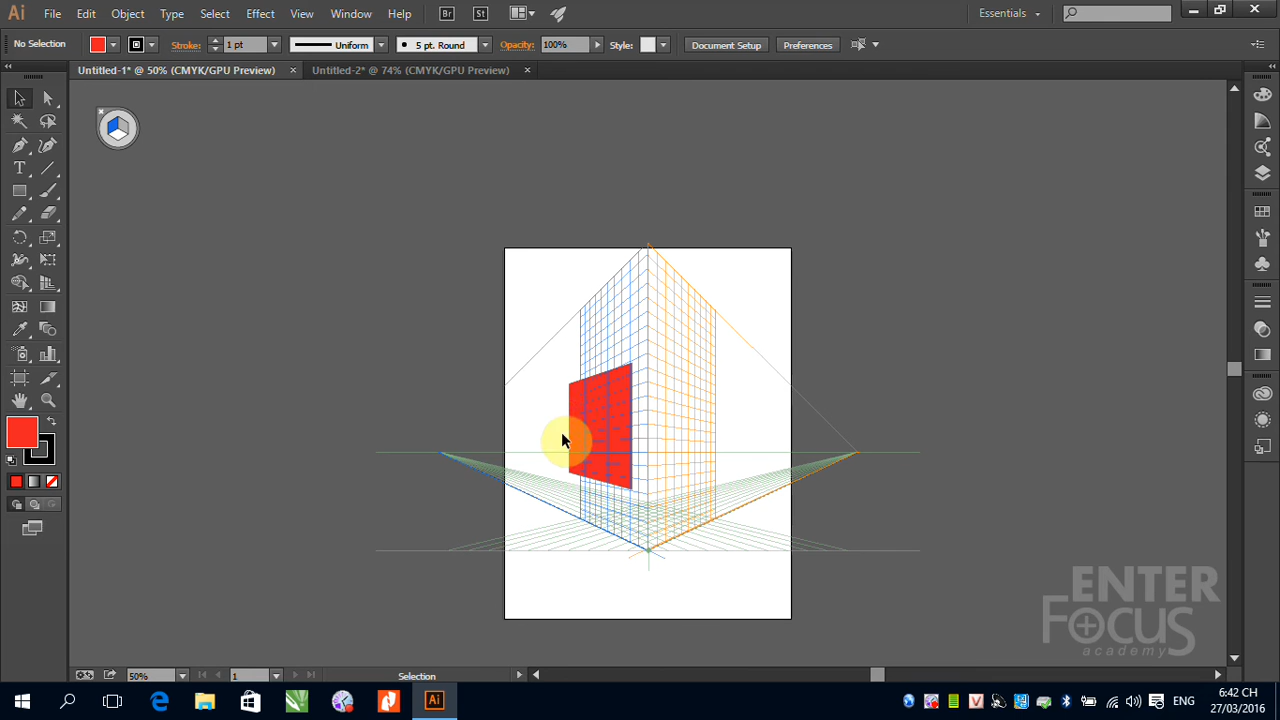 Ai File Edit Object Type Select Effect View Window Help Br St Essentials
No Selection Stroke: 1 pt Uniform 5 pt. Round Opacity: 100% Style: Document Setup Preferences
Untitled-1* @ 50% (CMYK/GPU Preview) × Untitled-2* @ 74% (CMYK/GPU Preview) ×
T
50% 1 Selection
ENTER
FOCUS
academy
Ai ENG 6:42 CH
27/03/2016